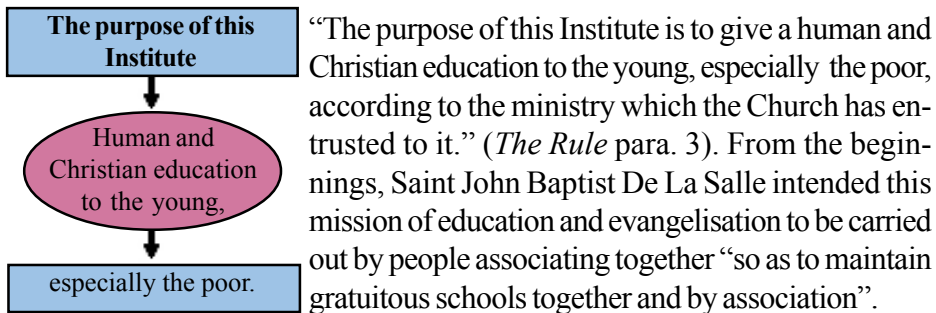 The purpose of this
Institute
Human and
Christian education
to the young,
especially the poor.
“The purpose of this Institute is to give a human and
Christian education to the young, especially the poor,
according to the ministry which the Church has en-
trusted to it.” (The Rule para. 3). From the begin-
nings, Saint John Baptist De La Salle intended this
mission of education and evangelisation to be carried
out by people associating together “so as to maintain
gratuitous schools together and by association”.